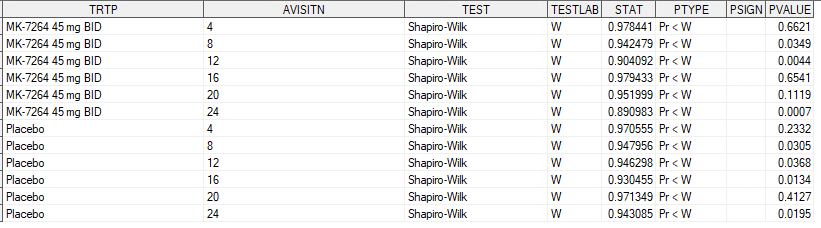 TRTP AVISITN TEST TESTLAB STAT PTYPE PSIGN PVALUE
MK-7264 45 mg BID 4 Shapiro-Wilk W 0.978441 Pr < W 0.6621
MK-7264 45 mg BID 8 Shapiro-Wilk W 0.942479 Pr < W 0.0349
MK-7264 45 mg BID 12 Shapiro-Wilk W 0.904092 Pr < W 0.0044
MK-7264 45 mg BID 16 Shapiro-Wilk W 0.979433 Pr < W 0.6541
MK-7264 45 mg BID 20 Shapiro-Wilk W 0.951999 Pr < W 0.1119
MK-7264 45 mg BID 24 Shapiro-Wilk W 0.890983 Pr < W 0.0007
Placebo 4 Shapiro-Wilk W 0.970555 Pr < W 0.2332
Placebo 8 Shapiro-Wilk W 0.947956 Pr < W 0.0305
Placebo 12 Shapiro-Wilk W 0.946298 Pr < W 0.0368
Placebo 16 Shapiro-Wilk W 0.930455 Pr < W 0.0134
Placebo 20 Shapiro-Wilk W 0.971349 Pr < W 0.4127
Placebo 24 Shapiro-Wilk W 0.943085 Pr < W 0.0195